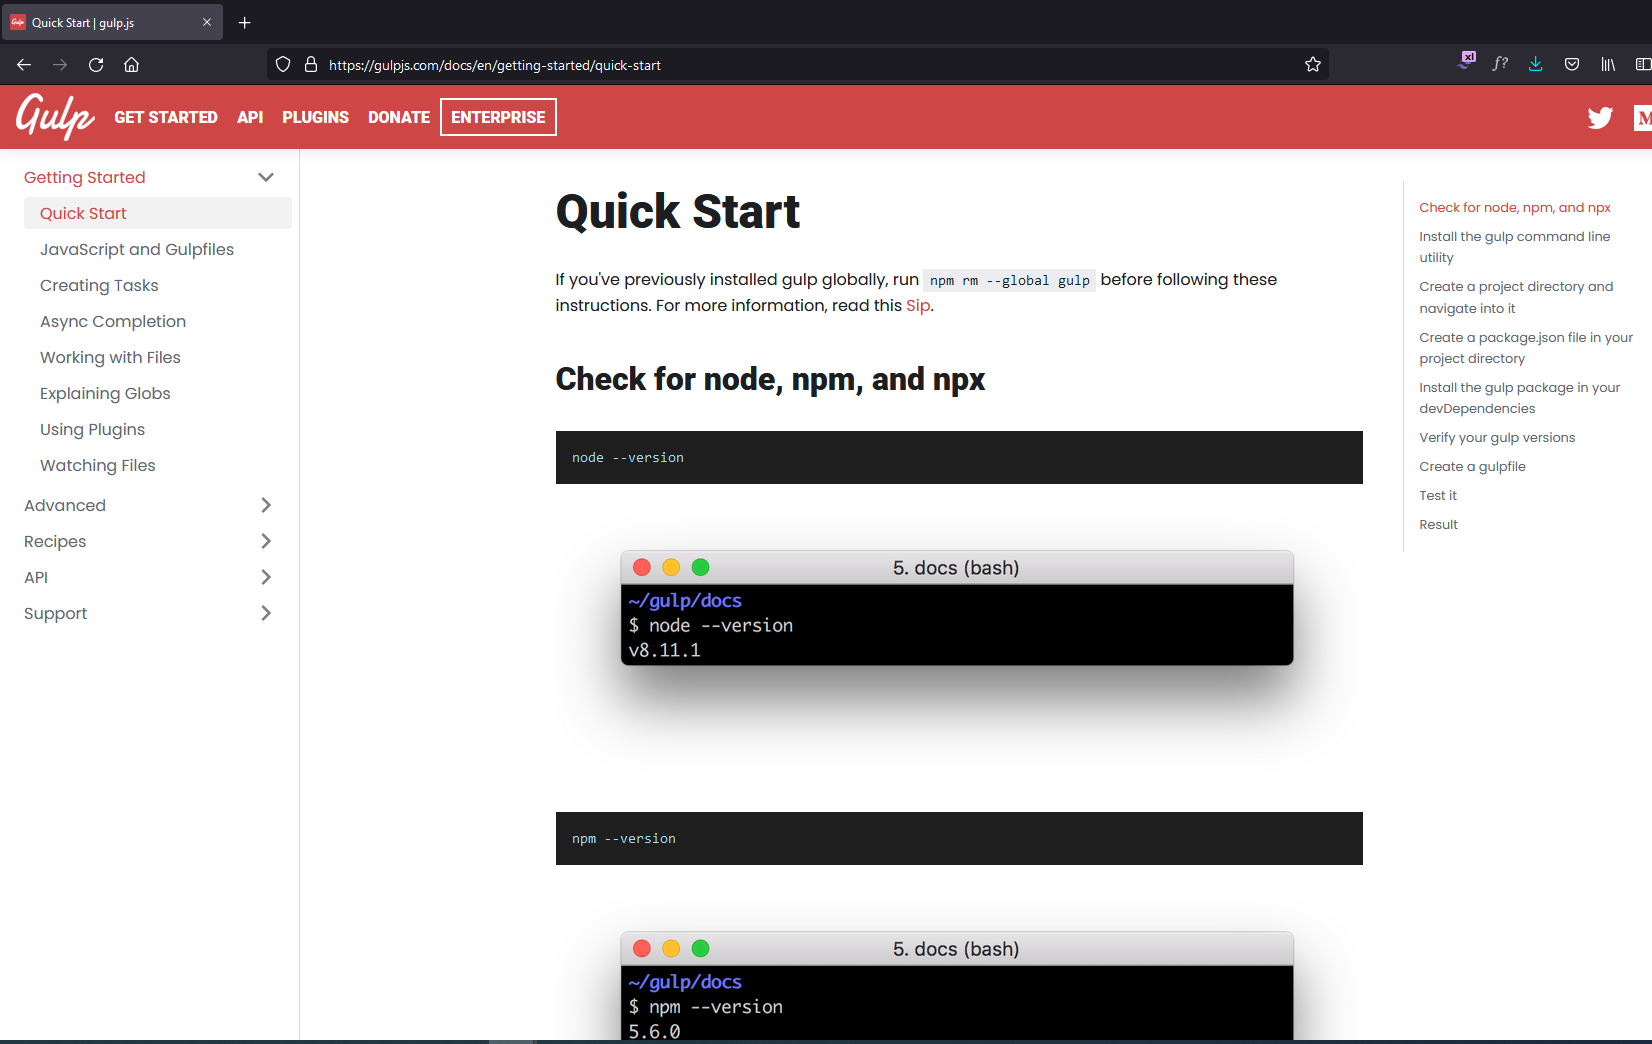 Quick Start | gulp.js
https://gulpjs.com/docs/en/getting-started/quick-start
xl
f?
Gulp GET STARTED API PLUGINS DONATE ENTERPRISE
M
Getting Started
Quick Start
JavaScript and Gulpfiles
Creating Tasks
Async Completion
Working with Files
Explaining Globs
Using Plugins
Watching Files
Advanced
Recipes
API
Support
Quick Start
If you've previously installed gulp globally, run npm rm --global gulp before following these
instructions. For more information, read this Sip.
Check for node, npm, and npx
node --version
5. docs (bash)
~/gulp/docs
$ node --version
v8.11.1
npm --version
5. docs (bash)
~/gulp/docs
$ npm --version
5.6.0
Check for node, npm, and npx
Install the gulp command line
utility
Create a project directory and
navigate into it
Create a package.json file in your
project directory
Install the gulp package in your
devDependencies
Verify your gulp versions
Create a gulpfile
Test it
Result